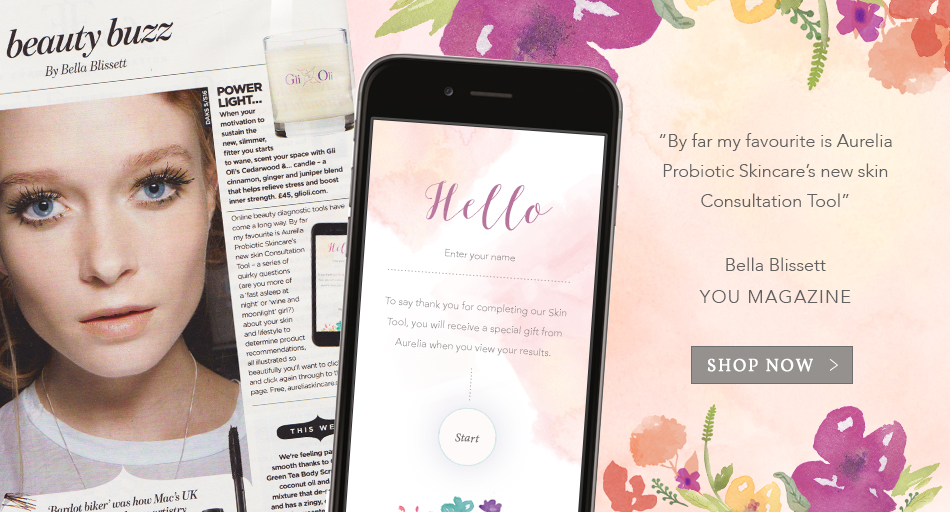 beauty buzz
By Bella Blissett
DAKS S/S16
POWER
LIGHT...
When your
motivation to
sustain the
new, slimmer,
fitter you starts
to wane, scent your space with Gli
Oli's Cedarwood &... candle – a
cinnamon, ginger and juniper blend
that helps relieve stress and boost
inner strength. £45, glioli.com.
Gli Oli
Online beauty diagnostic tools have
come a long way. By far
my favourite is Aurelia
Probiotic Skincare's
new skin Consultation
Tool – a series of
quirky questions
(are you more of
a 'fast asleep at
night' or 'wine and
moonlight' girl?)
about your skin
and lifestyle to
determine product
recommendations,
all illustrated so
beautifully you'll want to
and click again through to
page. Free, aureliaskincare.
THIS WE
We're feeling
smooth thanks to
Green Tea Body
coconut oil and
mixture that
and has a zingy,
'Bardot biker' was how Mac's UK
Hello
Enter your name
To say thank you for completing our Skin
Tool, you will receive a special gift from
Aurelia when you view your results.
Start
"By far my favourite is Aurelia
Probiotic Skincare's new skin
Consultation Tool"
Bella Blissett
YOU MAGAZINE
SHOP NOW >